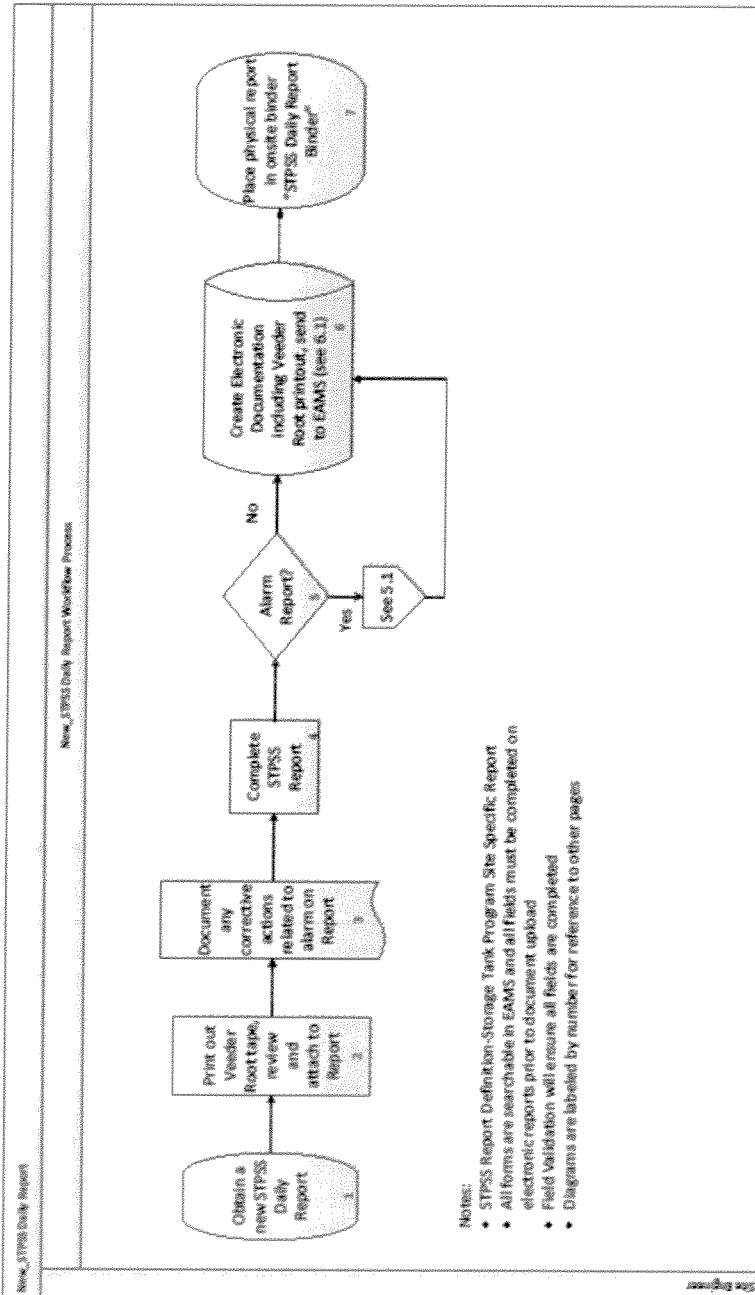 New_STPSS Daily Report
New_STPSS Daily Report Workflow Process
Obtain a
new STPSS
Daily
Report
1
Print out
Veeder
Root tape,
review
and
attach to
Report
2
Document
any
corrective
actions
related to
alarm on
Report
3
Complete
STPSS
Report
4
Alarm
Report?
5
No
Yes
See 5.1
Create Electronic
Documentation
Including Veeder
Root printout, send
to EAMS (see 6.1)
6
Place physical report
in onsite binder
"STPSS Daily Report
Binder"
7
Notes:
• STPSS Report Definition-Storage Tank Program Site Specific Report
• All forms are searchable in EAMS and all fields must be completed on
electronic reports prior to document upload
• Field Validation will ensure all fields are completed
• Diagrams are labeled by number for reference to other pages